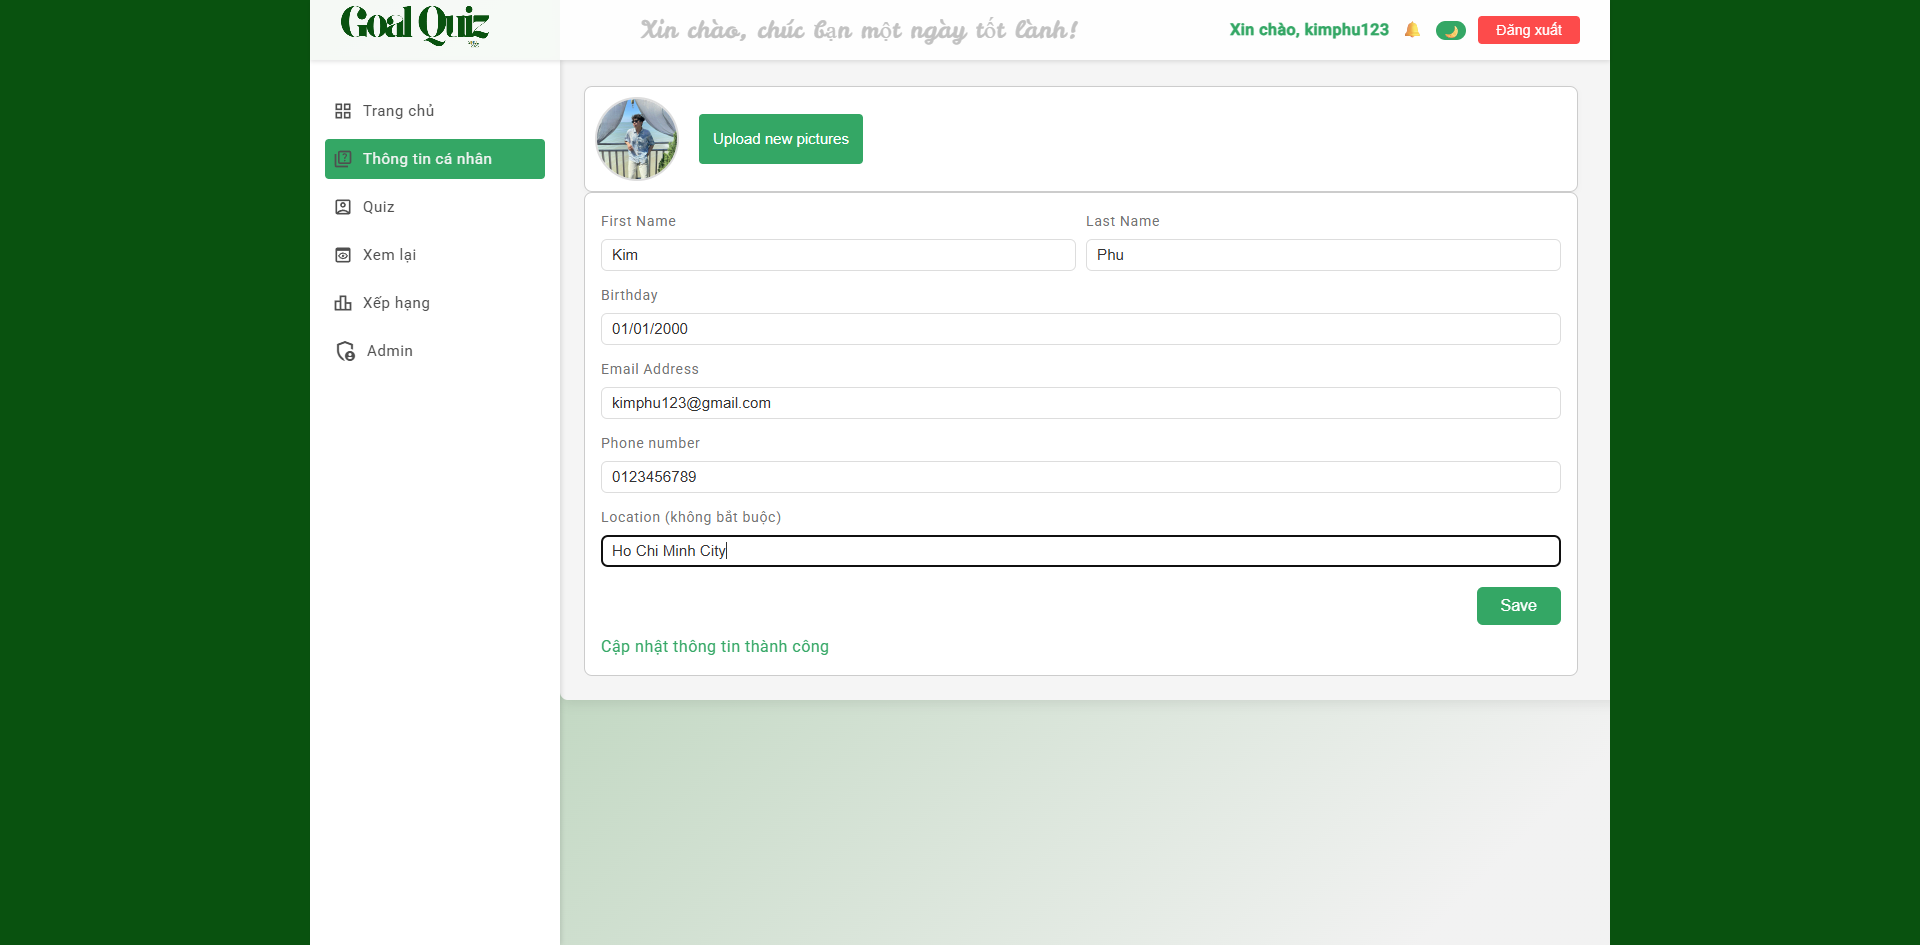 Goal Quiz
Xin chào, chúc bạn một ngày tốt lành!
Xin chào, kimphu123
Đăng xuất
Trang chủ
Thông tin cá nhân
Quiz
Xem lại
Xếp hạng
Admin
Upload new pictures
First Name
Last Name
Kim
Phu
Birthday
01/01/2000
Email Address
kimphu123@gmail.com
Phone number
0123456789
Location (không bắt buộc)
Ho Chi Minh City
Save
Cập nhật thông tin thành công